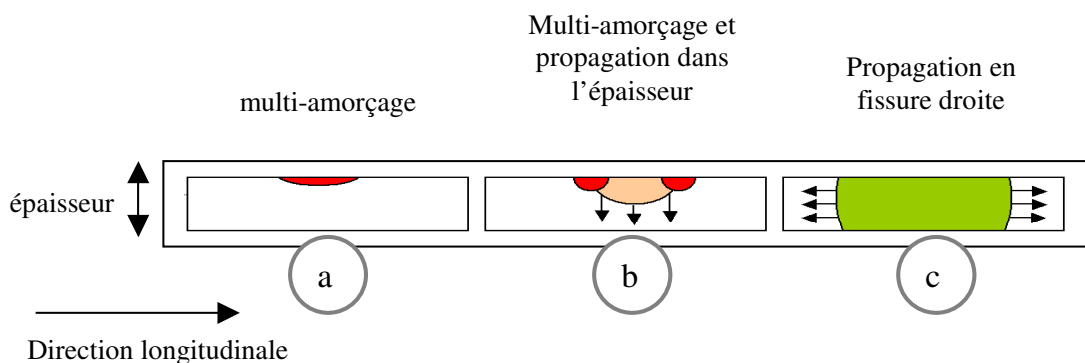 multi-amorçage
Multi-amorçage et
propagation dans
l'épaisseur
Propagation en
fissure droite
épaisseur
a
b
c
Direction longitudinale